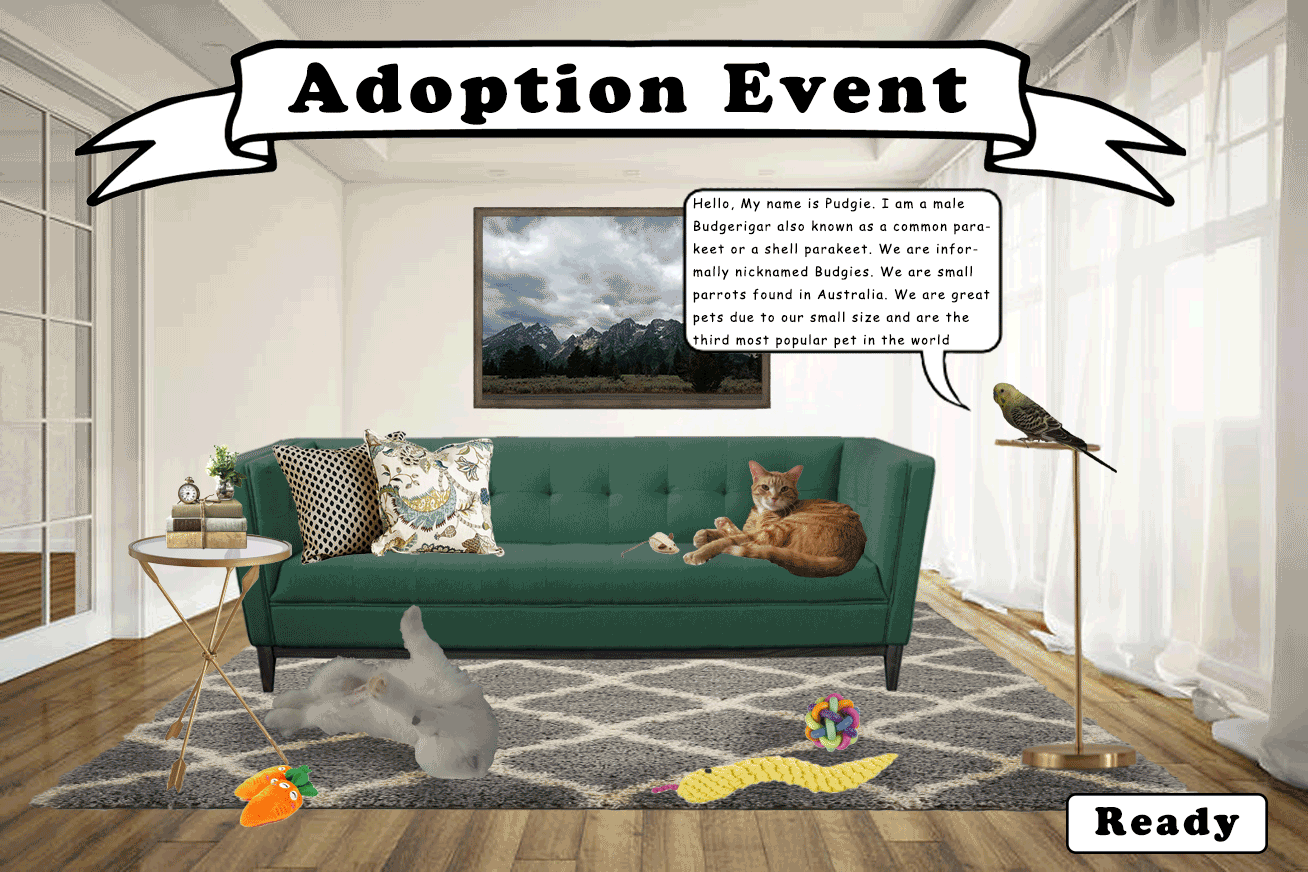 Adoption Event
Hello, My name is Pudgie. I am a male
Budgerigar also known as a common para-
keet or a shell parakeet. We are infor-
mally nicknamed Budgies. We are small
parrots found in Australia. We are great
pets due to our small size and are the
third most popular pet in the world
Ready